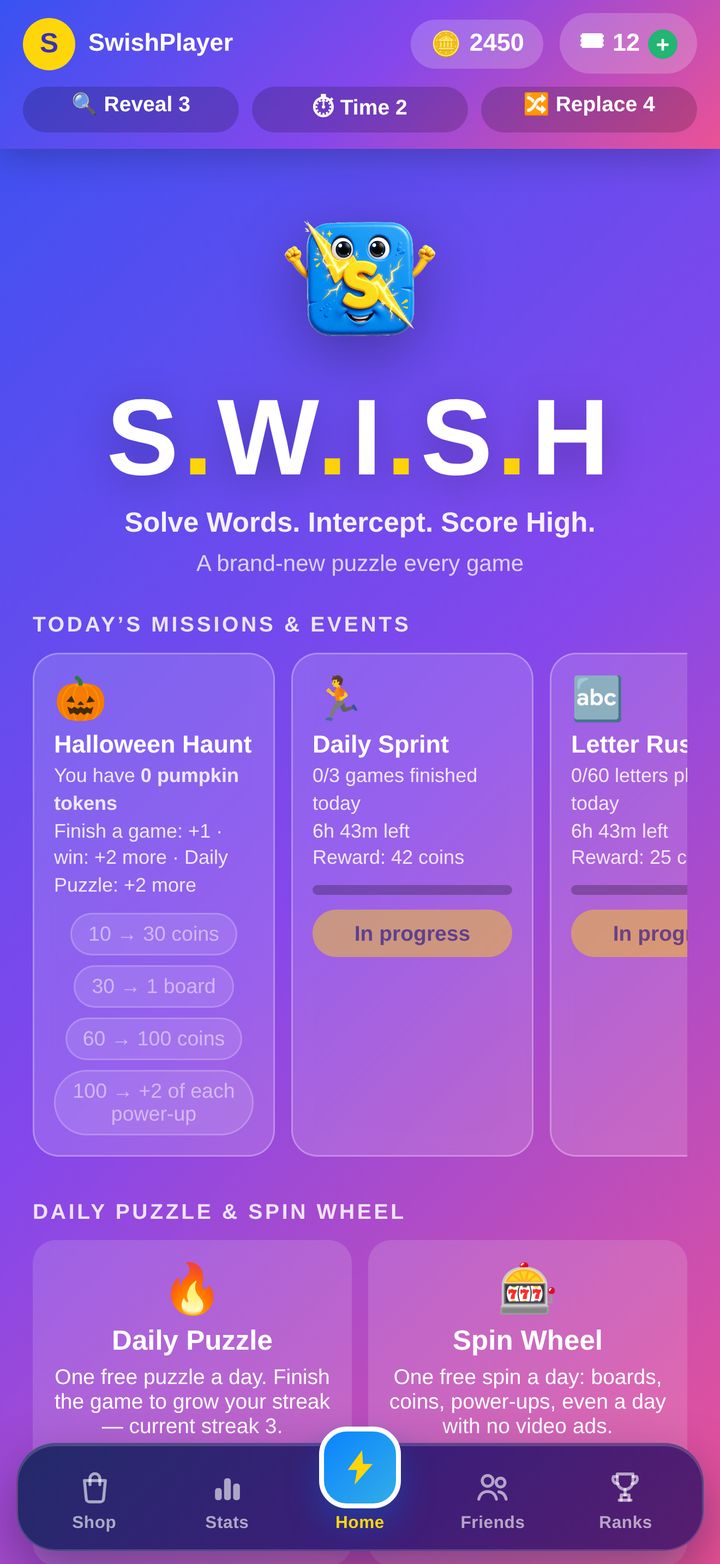 S SwishPlayer 2450 12 +
Reveal 3 Time 2 Replace 4
S
S.W.I.S.H
Solve Words. Intercept. Score High.
A brand-new puzzle every game
TODAY’S MISSIONS & EVENTS
Halloween Haunt
You have 0 pumpkin
tokens
Finish a game: +1 ·
win: +2 more · Daily
Puzzle: +2 more
10 → 30 coins
30 → 1 board
60 → 100 coins
100 → +2 of each
power-up
Daily Sprint
0/3 games finished
today
6h 43m left
Reward: 42 coins
In progress
abc
Letter Rus
0/60 letters pl
today
6h 43m left
Reward: 25 c
In progr
DAILY PUZZLE & SPIN WHEEL
Daily Puzzle
One free puzzle a day. Finish
the game to grow your streak
— current streak 3.
777
Spin Wheel
One free spin a day: boards,
coins, power-ups, even a day
with no video ads.
Shop Stats Home Friends Ranks